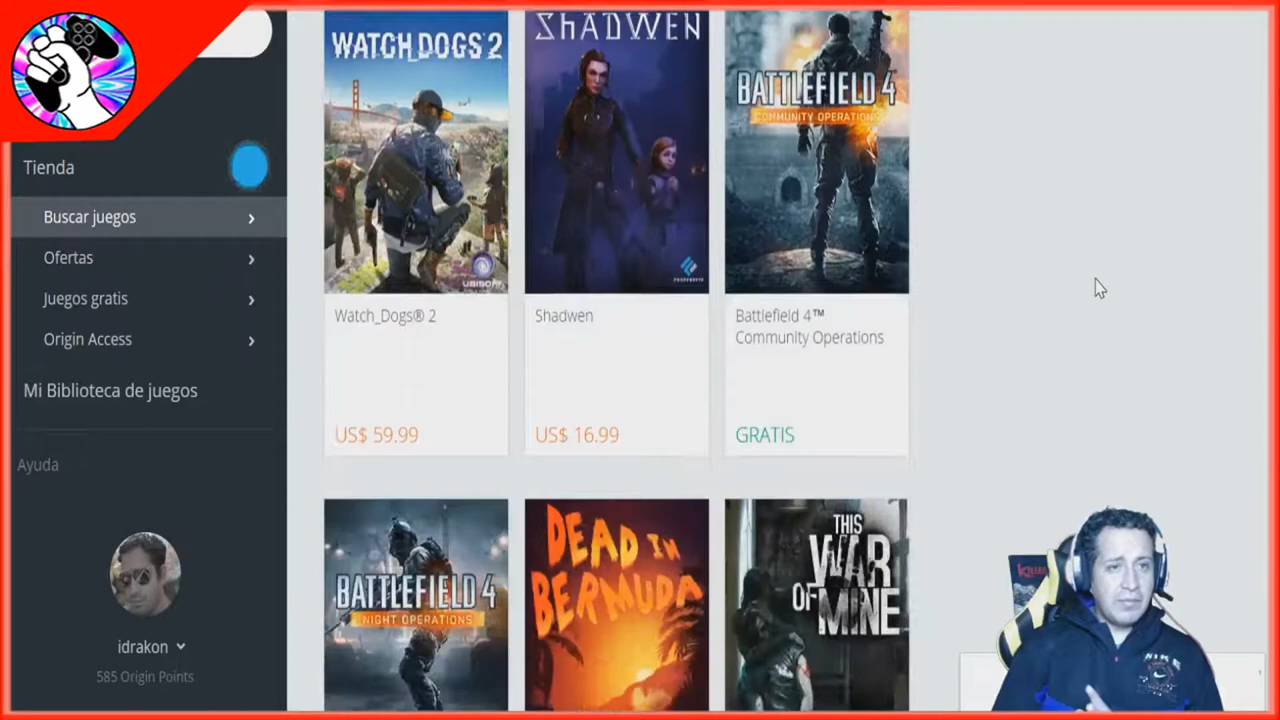 Tienda
Buscar juegos
Ofertas
Juegos gratis
Origin Access
Mi Biblioteca de juegos
Ayuda
idrakon
585 Origin Points
WATCH_DOGS 2
UBISOFT
Watch_Dogs® 2
US$ 59.99
SHADWEN
Shadwen
US$ 16.99
BATTLEFIELD 4
COMMUNITY OPERATIONS
Battlefield 4™
Community Operations
GRATIS
BATTLEFIELD 4
NIGHT OPERATIONS
DEAD IN
BERMUDA
THIS
WAR
OF MINE
NIKE